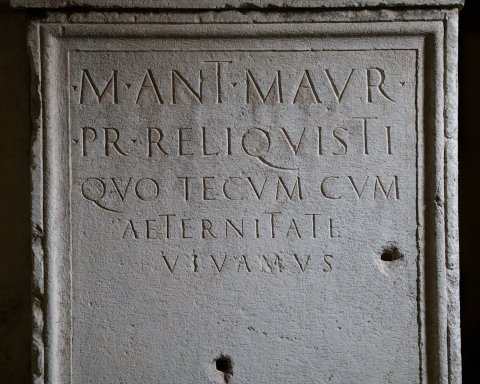 ·M·ANT·MAVR·
·PR·RELIQVISTI
QVO TECVM CVM
AETERNITATE
VIVAMVS